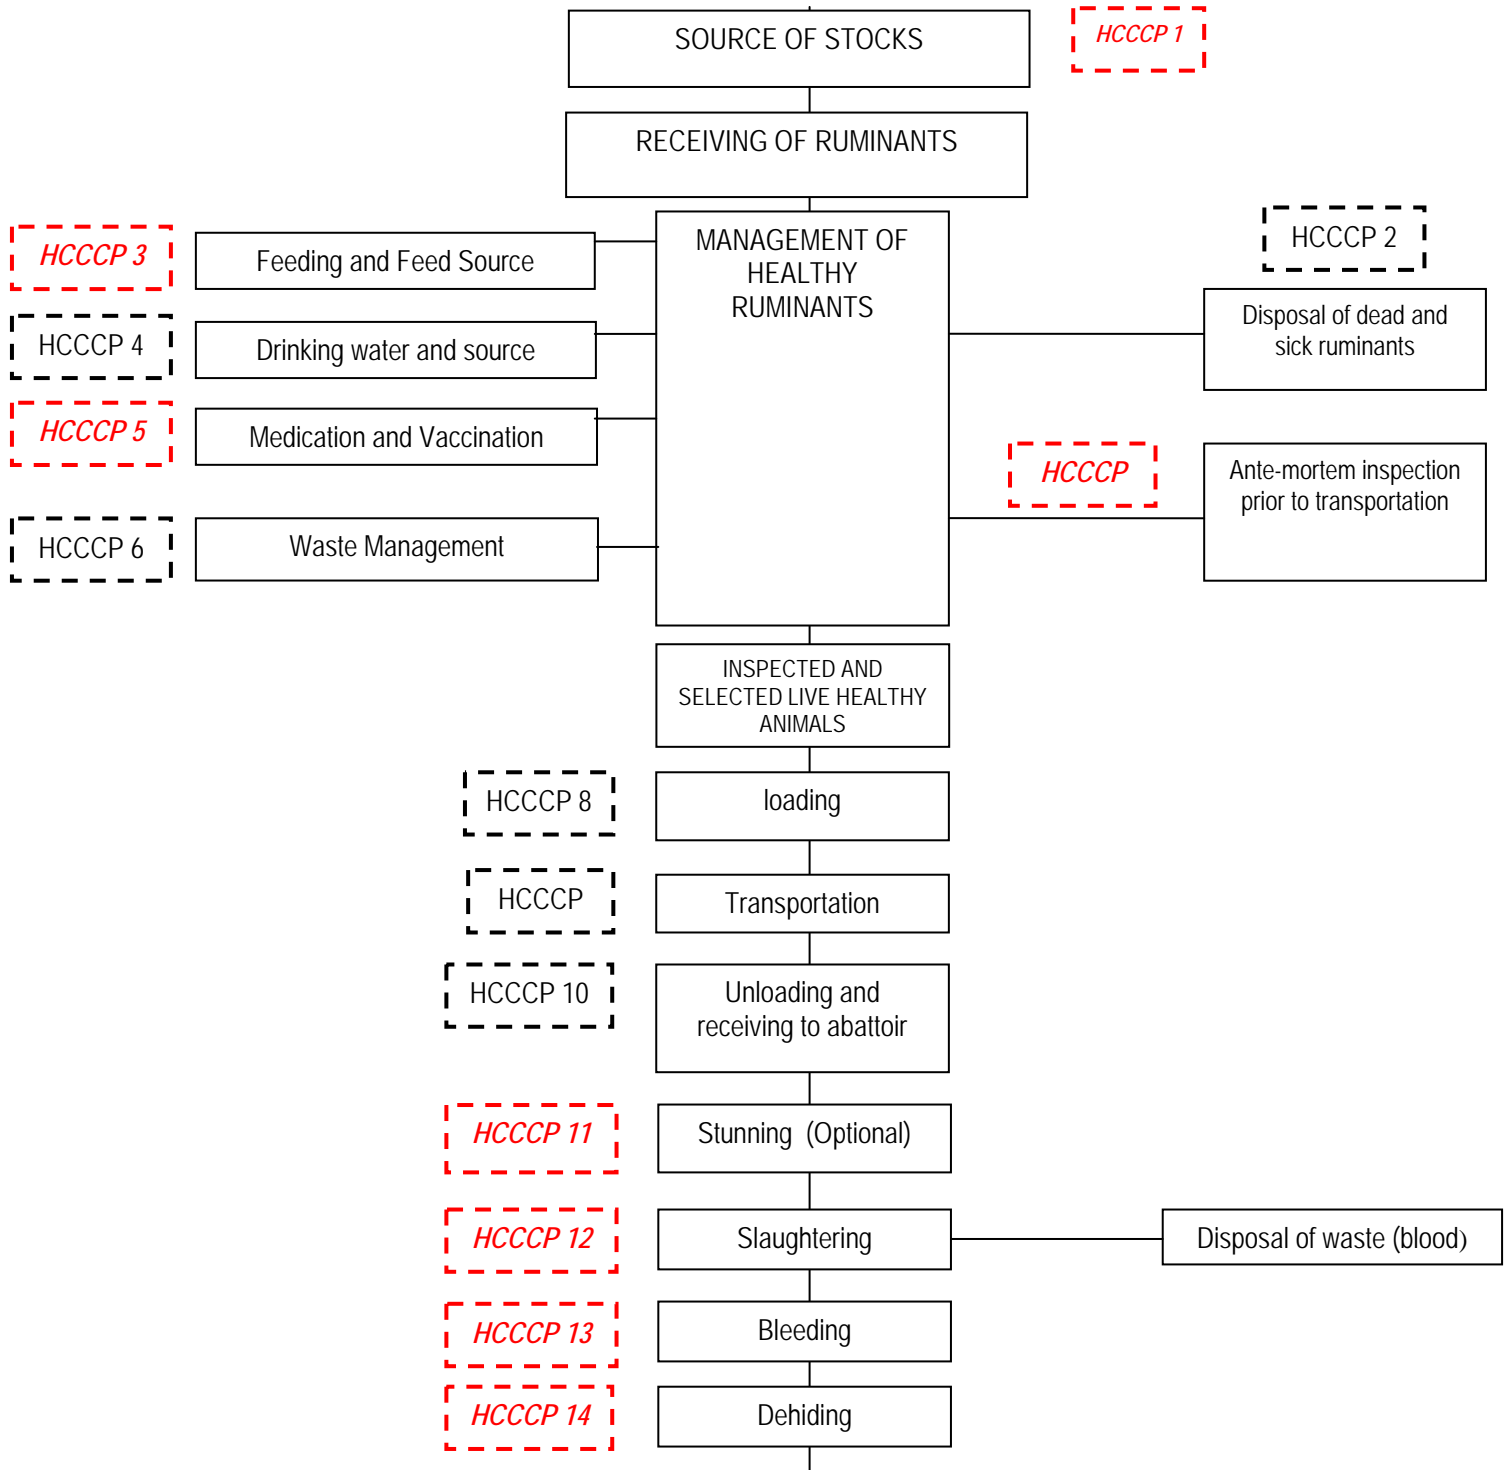 SOURCE OF STOCKS
HCCCP 1
RECEIVING OF RUMINANTS
MANAGEMENT OF
HEALTHY
RUMINANTS
HCCCP 3
Feeding and Feed Source
HCCCP 4
Drinking water and source
HCCCP 5
Medication and Vaccination
HCCCP 6
Waste Management
HCCCP 2
Disposal of dead and
sick ruminants
HCCCP
Ante-mortem inspection
prior to transportation
INSPECTED AND
SELECTED LIVE HEALTHY
ANIMALS
HCCCP 8
loading
HCCCP
Transportation
HCCCP 10
Unloading and
receiving to abattoir
HCCCP 11
Stunning (Optional)
HCCCP 12
Slaughtering
Disposal of waste (blood)
HCCCP 13
Bleeding
HCCCP 14
Dehiding